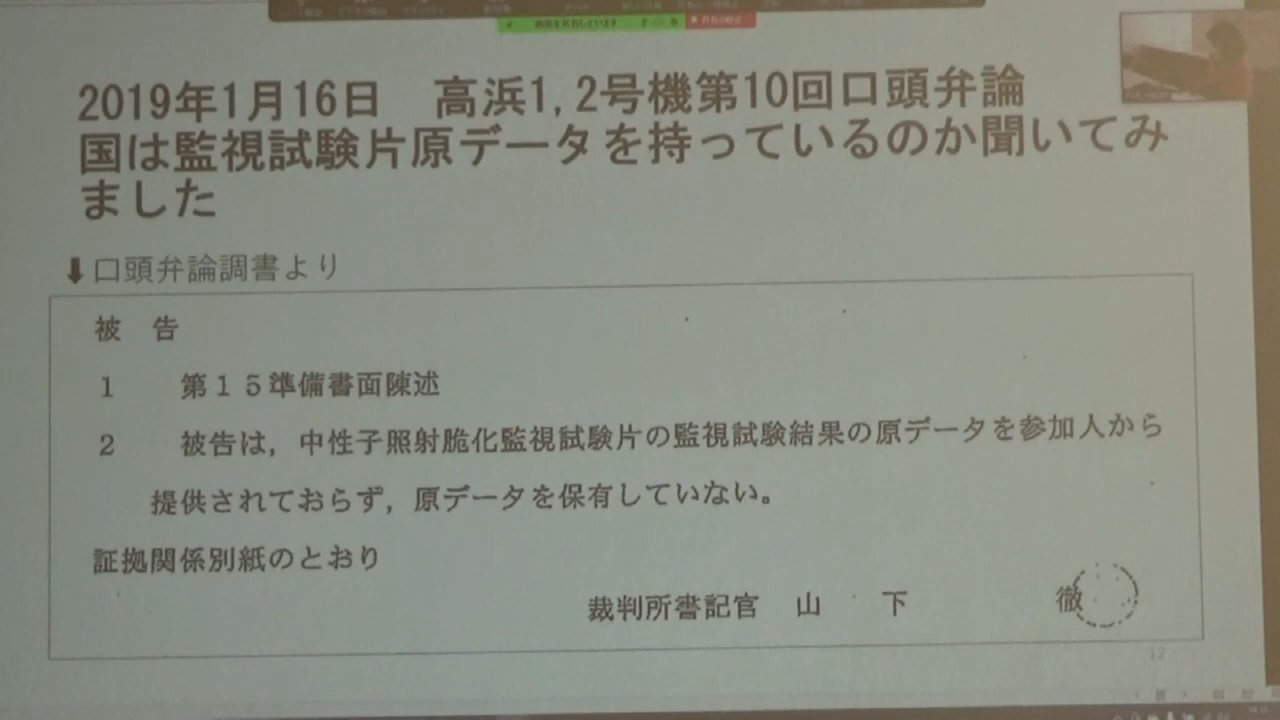 2019年1月16日　高浜1,2号機第10回口頭弁論
国は監視試験片原データを持っているのか聞いてみ
ました
⬇口頭弁論調書より
被　告
1　第15準備書面陳述
2　被告は，中性子照射脆化監視試験片の監視試験結果の原データを参加人から
提供されておらず，原データを保有していない。
証拠関係別紙のとおり
裁判所書記官　山　下　徹
12